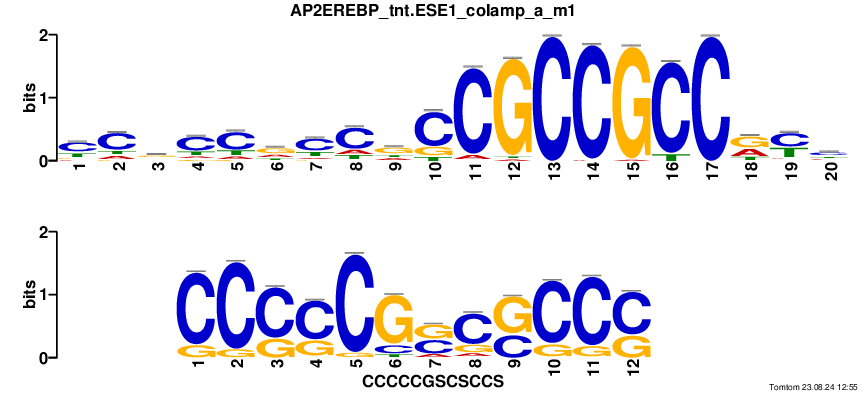 AP2EREBP_tnt.ESE1_colamp_a_m1
2
1
0
bits
1 2 3 4 5 6 7 8 9 10 11 12 13 14 15 16 17 18 19 20
CGCCGCC
2
1
0
bits
CCCCCGGCGCCC
1 2 3 4 5 6 7 8 9 10 11 12
CCCCCGSCSCCS
Tomtom 23.08.24 12:55